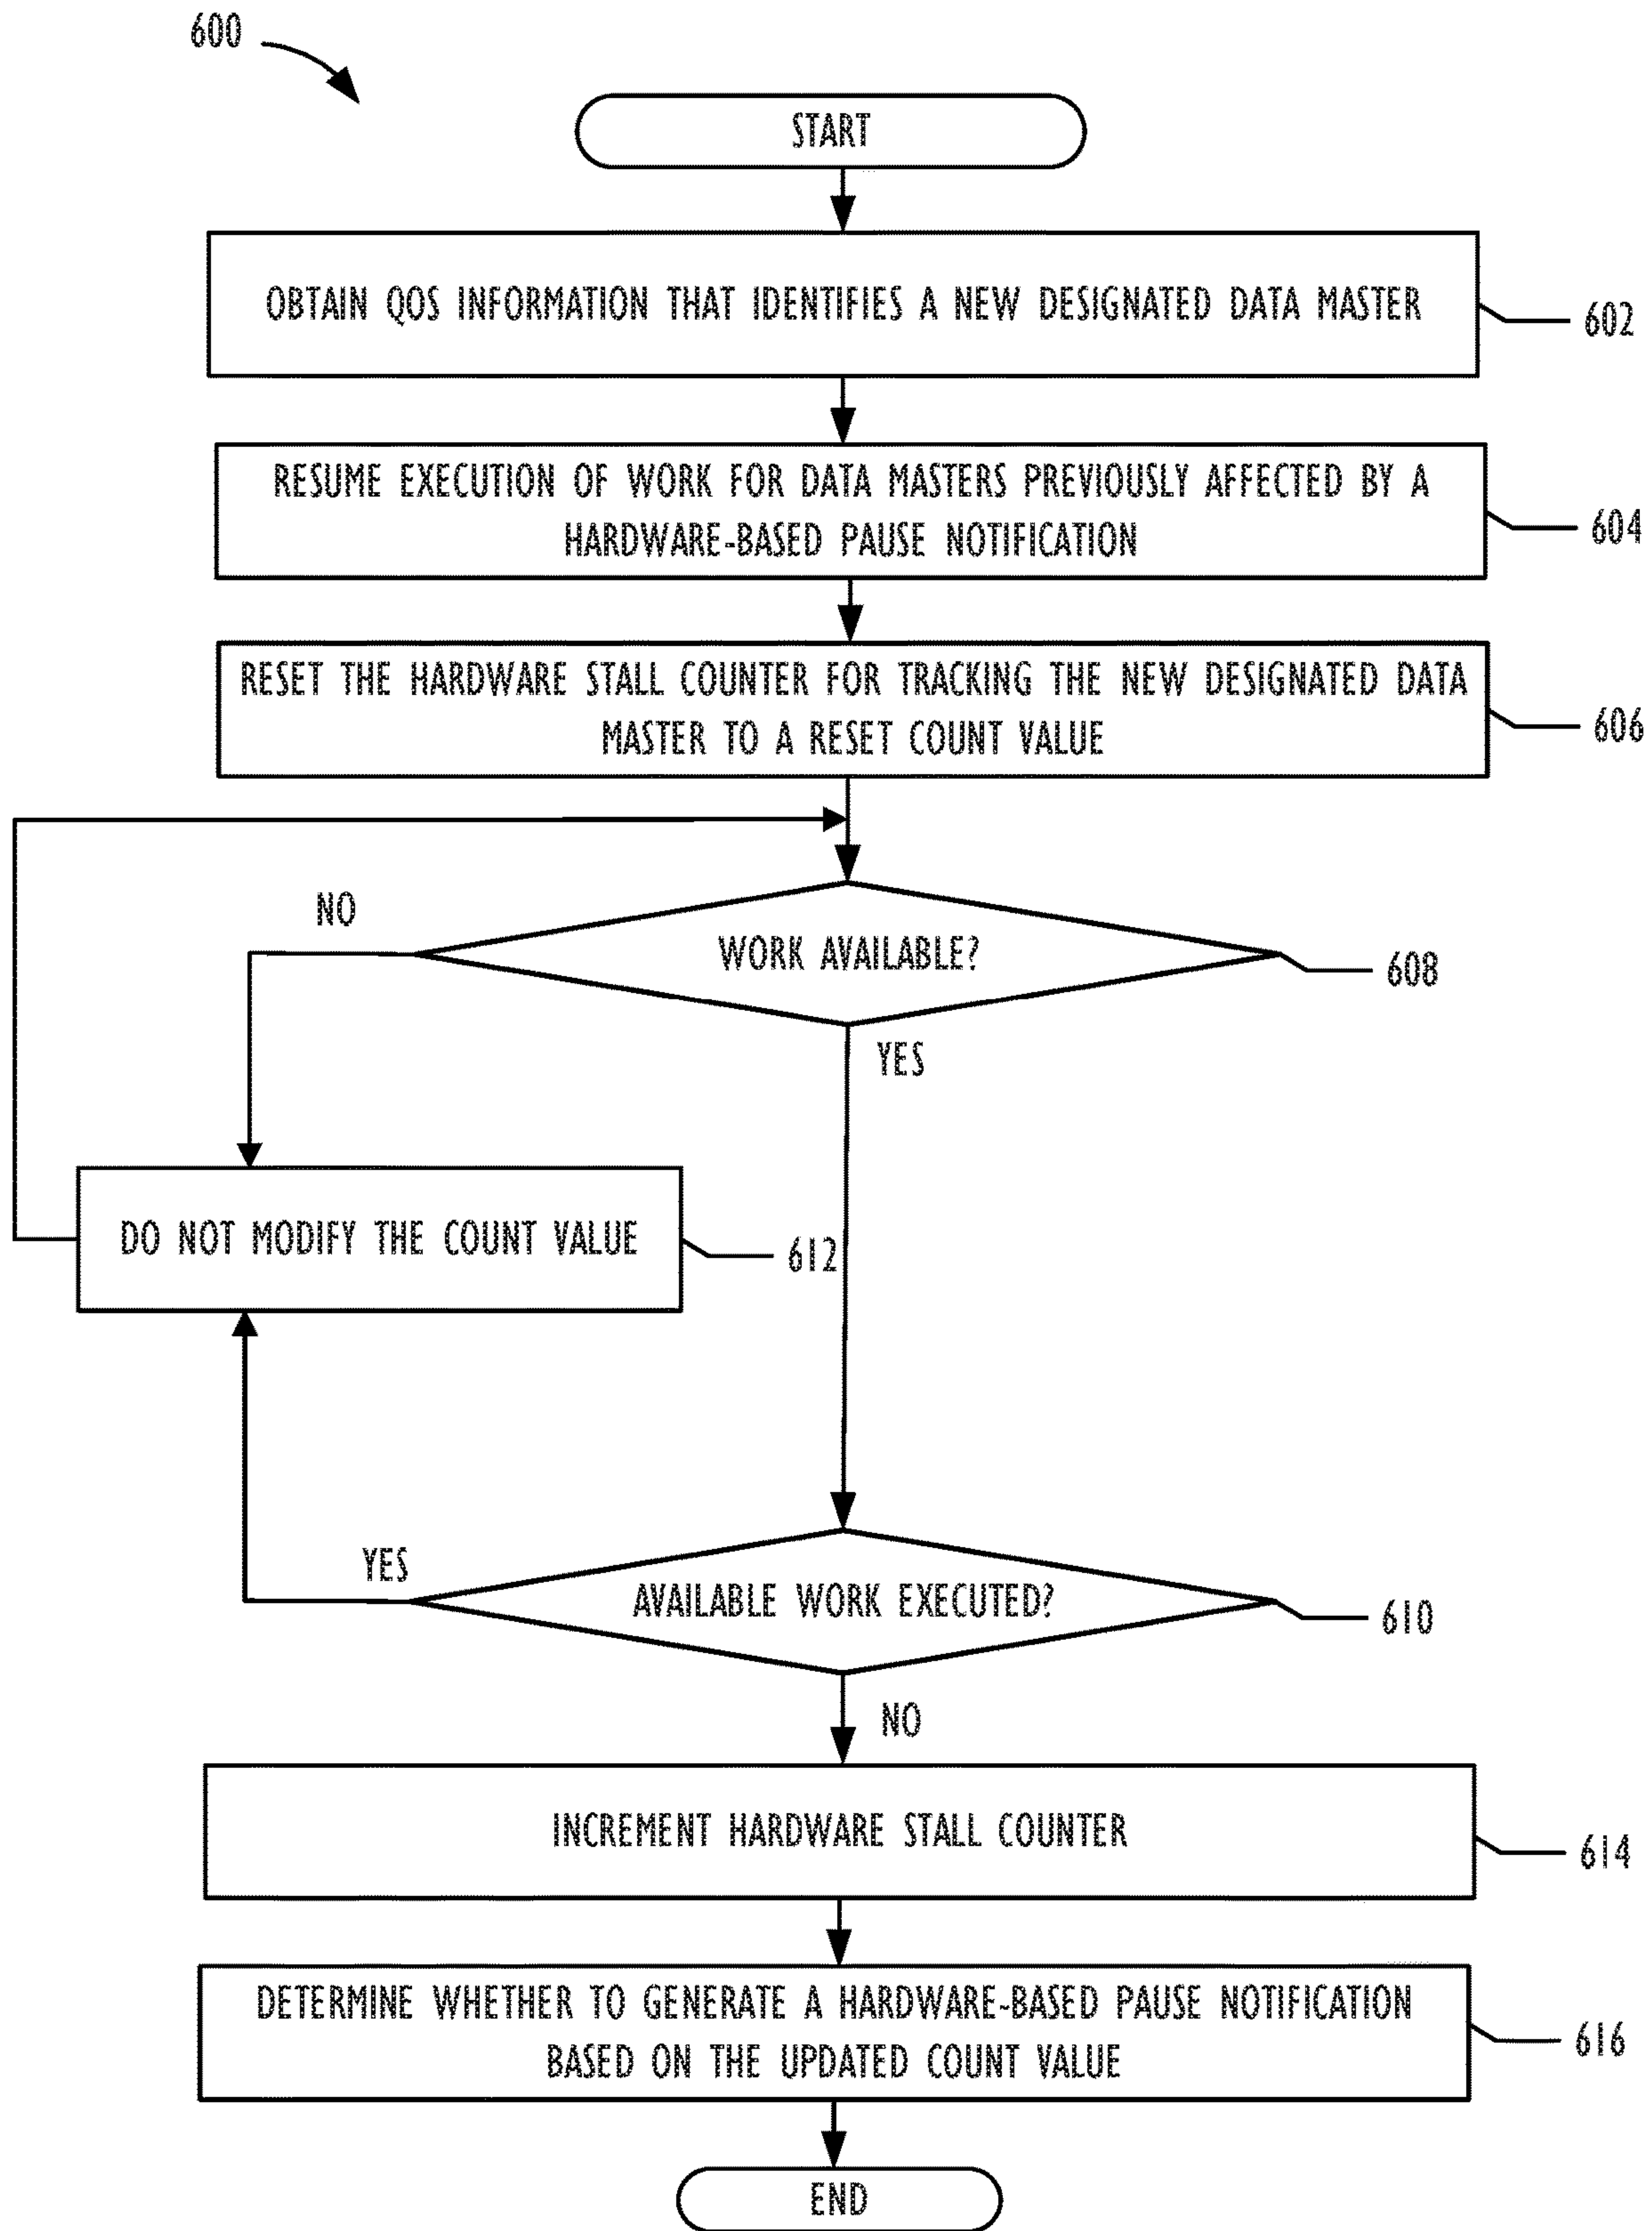 600
START
OBTAIN QOS INFORMATION THAT IDENTIFIES A NEW DESIGNATED DATA MASTER
602
RESUME EXECUTION OF WORK FOR DATA MASTERS PREVIOUSLY AFFECTED BY A
HARDWARE-BASED PAUSE NOTIFICATION
604
RESET THE HARDWARE STALL COUNTER FOR TRACKING THE NEW DESIGNATED DATA
MASTER TO A RESET COUNT VALUE
606
NO
WORK AVAILABLE?
608
YES
DO NOT MODIFY THE COUNT VALUE
612
YES
AVAILABLE WORK EXECUTED?
610
NO
INCREMENT HARDWARE STALL COUNTER
614
DETERMINE WHETHER TO GENERATE A HARDWARE-BASED PAUSE NOTIFICATION
BASED ON THE UPDATED COUNT VALUE
616
END